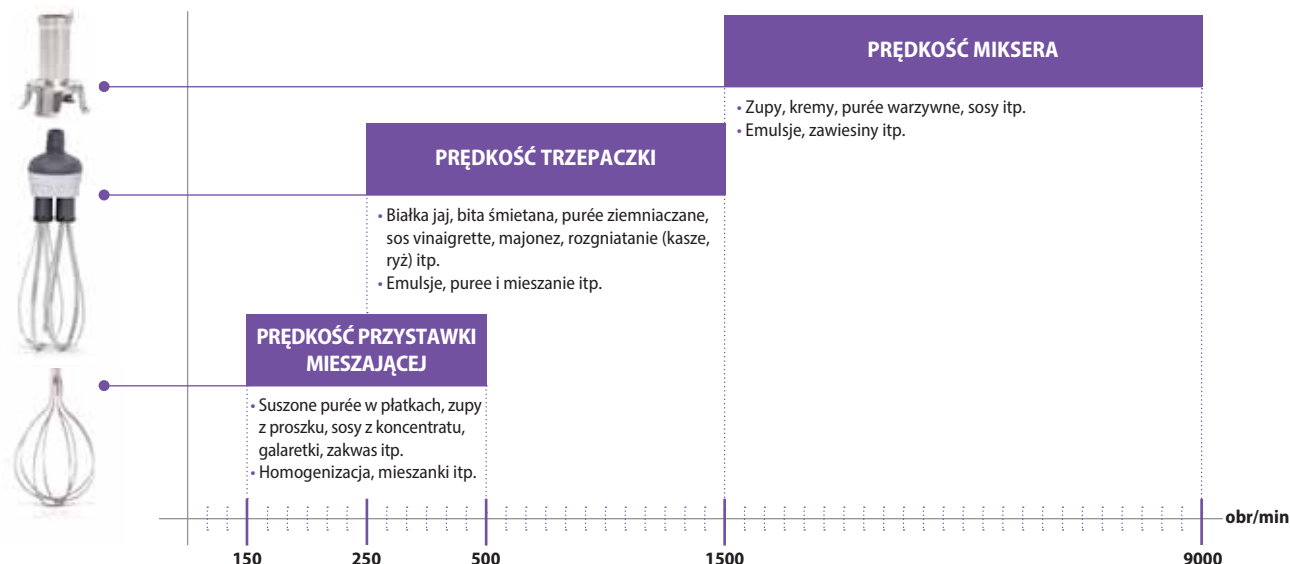 PRĘDKOŚĆ MIKSERA
• Zupy, kremy, purée warzywne, sosy itp.
• Emulsje, zawiesiny itp.
PRĘDKOŚĆ TRZEPACZKI
• Białka jaj, bita śmietana, purée ziemniaczane,
sos vinaigrette, majonez, rozgniatanie (kasze,
ryż) itp.
• Emulsje, puree i mieszanie itp.
PRĘDKOŚĆ PRZYSTAWKI
MIESZAJĄCEJ
• Suszone purée w płatkach, zupy
z proszku, sosy z koncentratu,
galaretki, zakwas itp.
• Homogenizacja, mieszanki itp.
obr/min
150 250 500 1500 9000